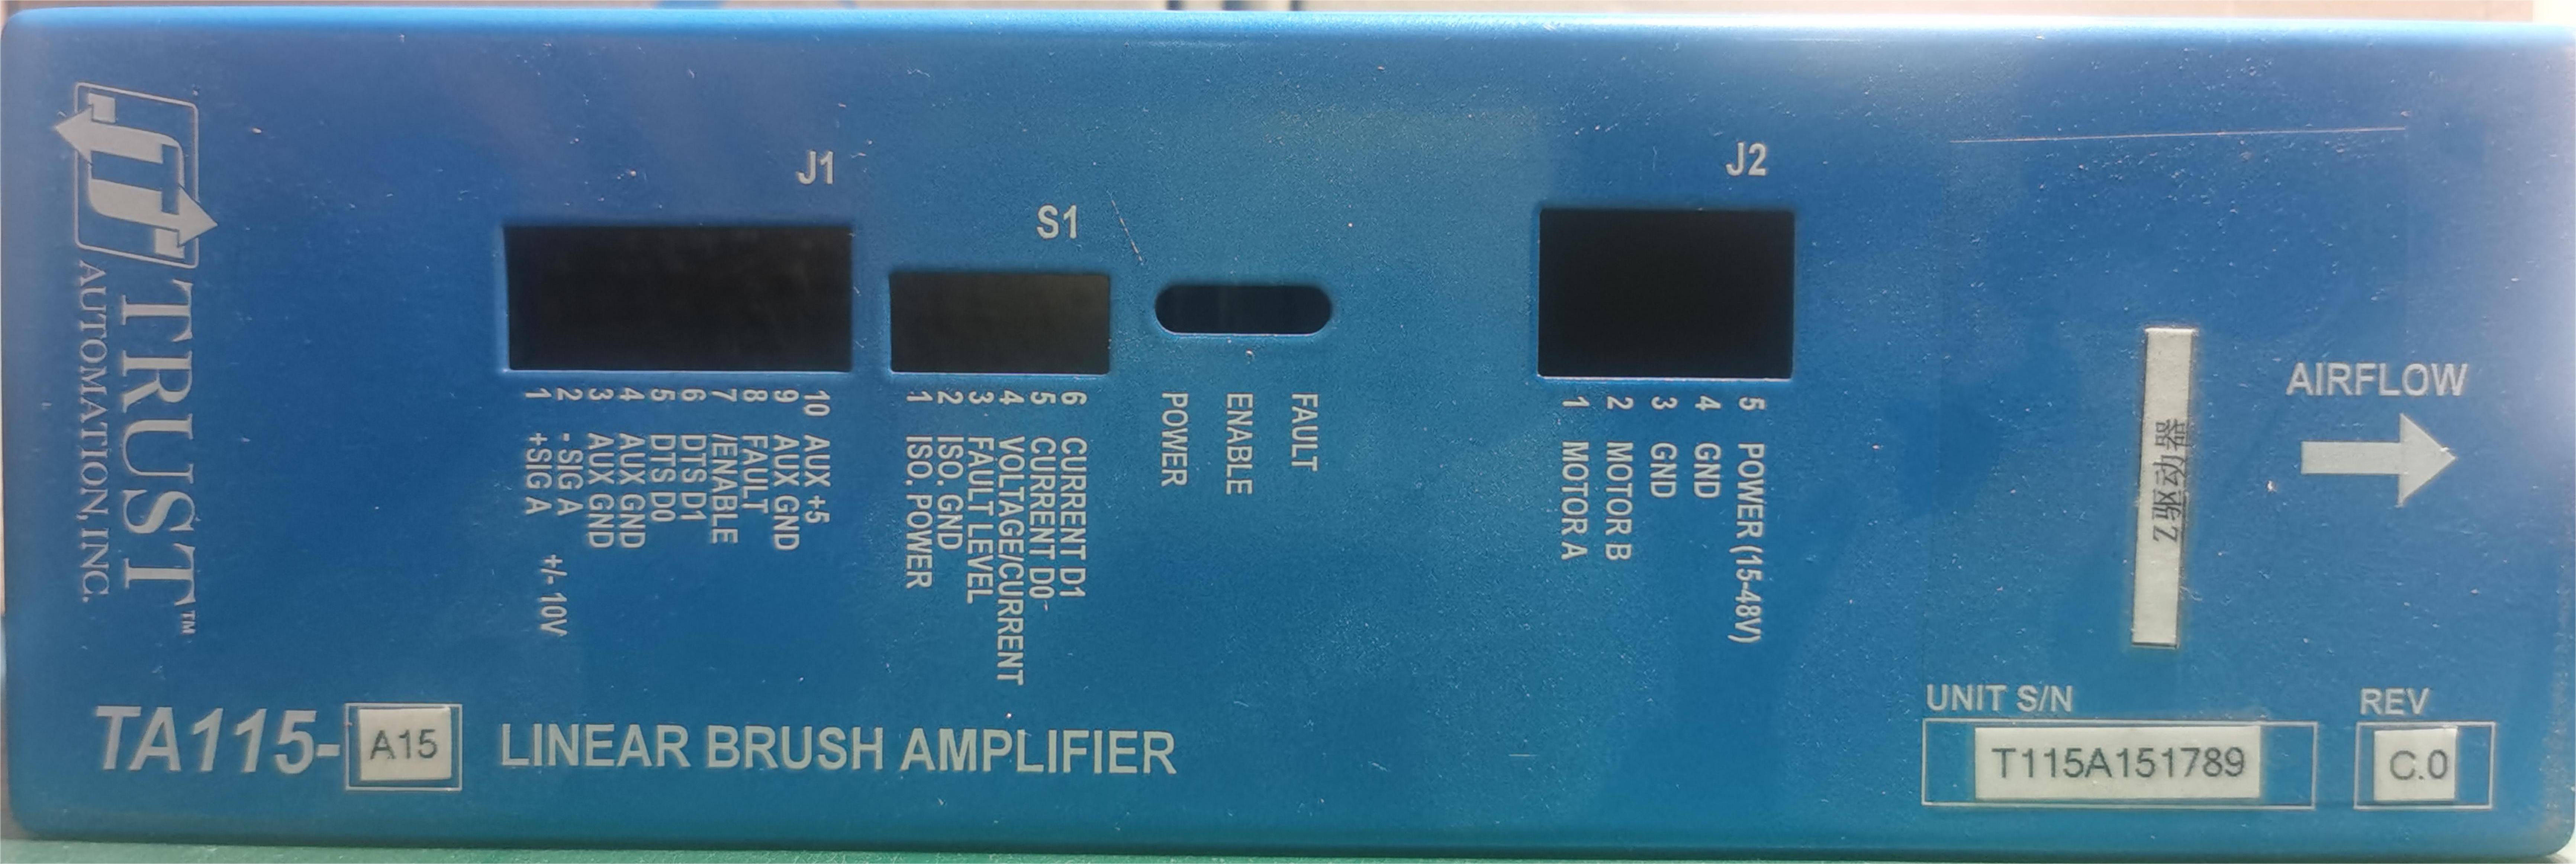 TRUST™
AUTOMATION, INC.
J1
1 +SIG A
2 -SIG A
+/- 10V
3 AUX GND
4 AUX GND
5 DTS D0
6 DTS D1
7 /ENABLE
8 FAULT
9 AUX GND
10 AUX +5
S1
1 ISO. POWER
2 ISO. GND
3 FAULT LEVEL
4 VOLTAGE/CURRENT
5 CURRENT D0
6 CURRENT D1
POWER
ENABLE
FAULT
J2
1 MOTOR A
2 MOTOR B
3 GND
4 GND
5 POWER (15-48V)
Z驱动器
AIRFLOW
TA115-A15 LINEAR BRUSH AMPLIFIER
UNIT S/N
T115A151789
REV
C.0